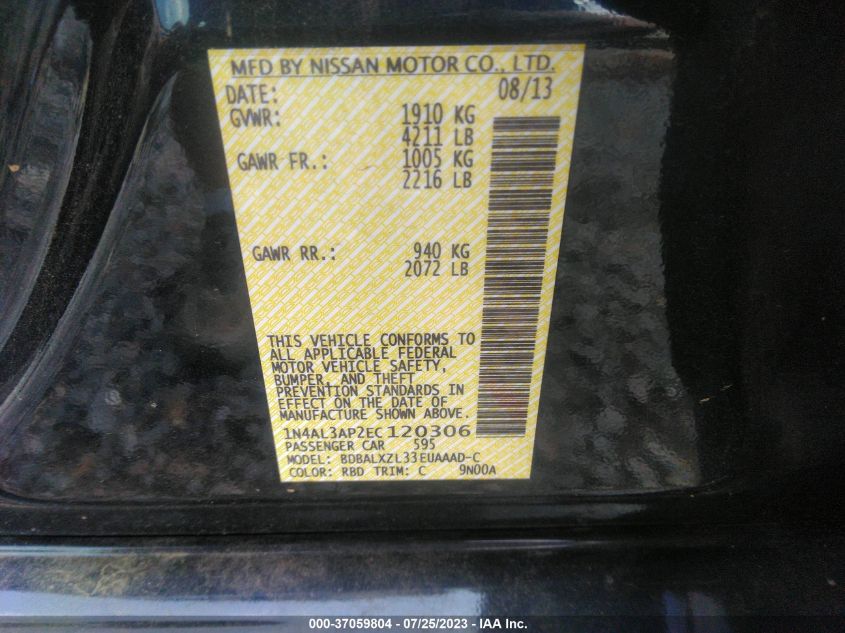 MFD BY NISSAN MOTOR CO., LTD.
DATE: 08/13
GVWR: 1910 KG
4211 LB
GAWR FR.: 1005 KG
2216 LB
GAWR RR.: 940 KG
2072 LB
THIS VEHICLE CONFORMS TO
ALL APPLICABLE FEDERAL
MOTOR VEHICLE SAFETY,
BUMPER, AND THEFT
PREVENTION STANDARDS IN
EFFECT ON THE DATE OF
MANUFACTURE SHOWN ABOVE.
1N4AL3AP2EC120306
PASSENGER CAR 595
MODEL: BDBALXZL33EUAAAD-C
COLOR: RBD TRIM: C 9N00A
000-37059804 - 07/25/2023 - IAA Inc.